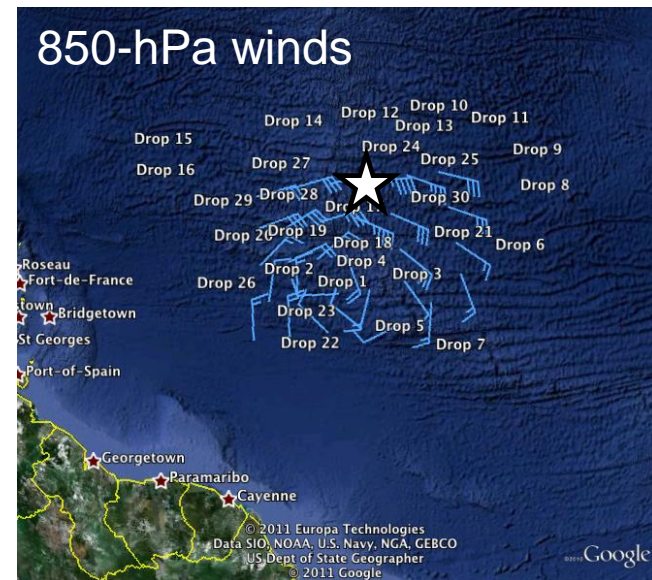 850-hPa winds
Drop 10
Drop 12
Drop 11
Drop 14
Drop 13
Drop 15
Drop 24
Drop 9
Drop 25
Drop 27
Drop 16
Drop 8
Drop 28
Drop 30
Drop 29
Drop 19
Drop 21
Drop 18
Drop 6
Drop 4
Roseau
Drop 2
Drop 3
Fort-de-France
Drop 26
Drop 1
stown
Bridgetown
Drop 23
Drop 5
St Georges
Drop 22
Drop 7
Port-of-Spain
Georgetown
Paramaribo
Cayenne
© 2011 Europa Technologies
Data SIO, NOAA, U.S. Navy, NGA, GEBCO
US Dept of State Geographer
© 2011 Google
Google